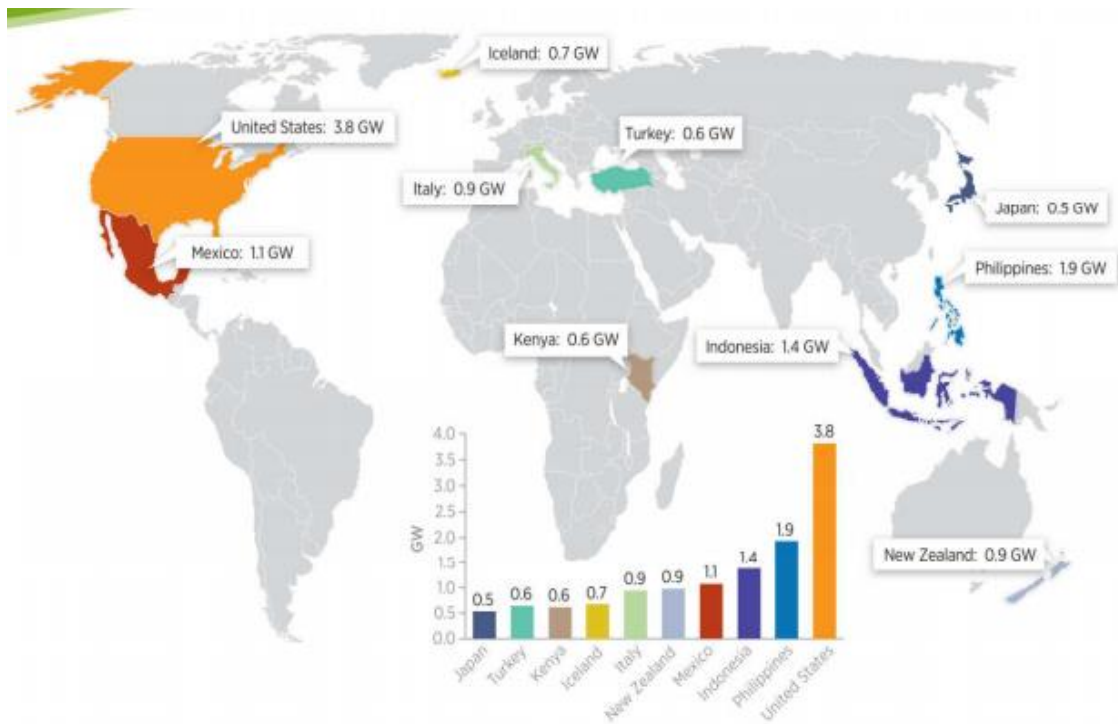 Iceland: 0.7 GW
United States: 3.8 GW
Turkey: 0.6 GW
Italy: 0.9 GW
Japan: 0.5 GW
Mexico: 1.1 GW
Philippines: 1.9 GW
Kenya: 0.6 GW
Indonesia: 1.4 GW
New Zealand: 0.9 GW
GW
4.0
3.5
3.0
2.5
2.0
1.5
1.0
0.5
0.0
0.5
0.6
0.6
0.7
0.9
0.9
1.1
1.4
1.9
3.8
Japan
Turkey
Kenya
Iceland
Italy
New Zealand
Mexico
Indonesia
Philippines
United States